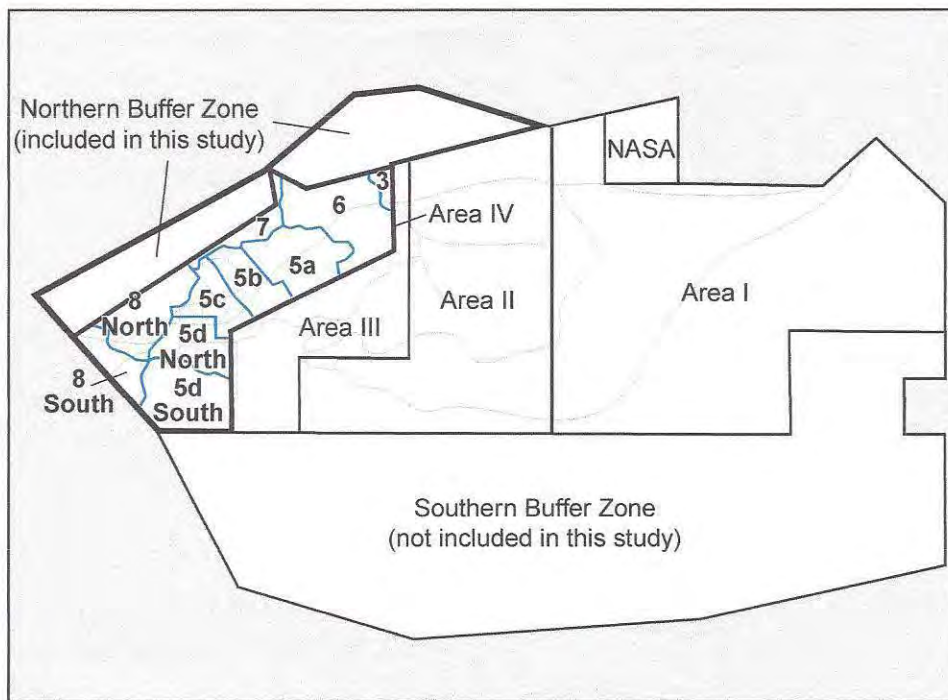 Northern Buffer Zone
(included in this study)
NASA
3
6
Area IV
7
5a
5b
5c
Area II
Area I
Area III
8
North
5d
North
8
South
5d
South
Southern Buffer Zone
(not included in this study)